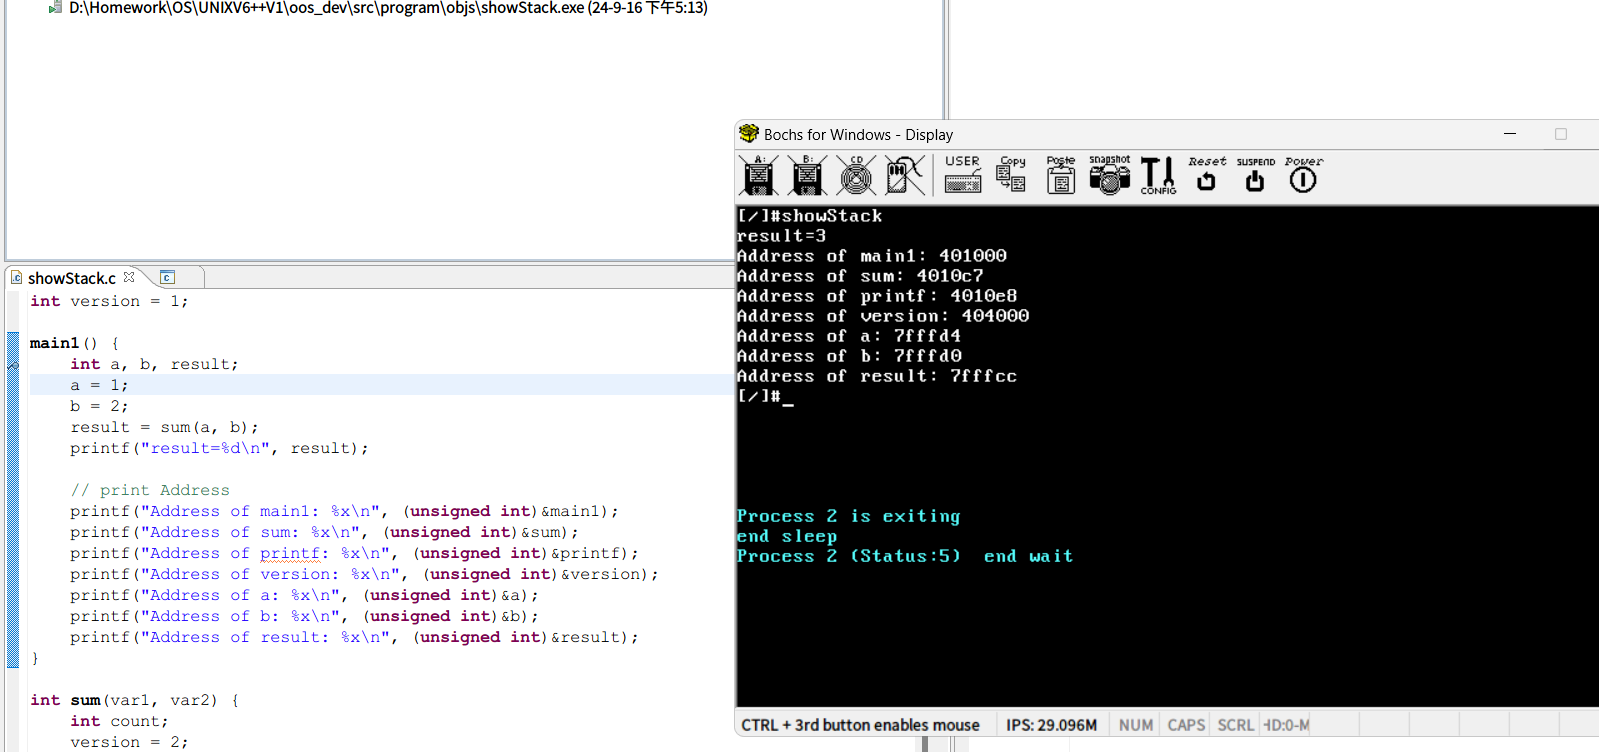 D:\Homework\OS\UNIXV6++V1\oos_dev\src\program\objs\showStack.exe (24-9-16 下午5:13)
Bochs for Windows - Display
A:
B:
CD
USER
Copy
Paste
snapshot
CONFIG
Reset
SUSPEND
Power
[/]#showStack
result=3
Address of main1: 401000
Address of sum: 4010c7
Address of printf: 4010e8
Address of version: 404000
Address of a: 7fffd4
Address of b: 7fffd0
Address of result: 7fffcc
[/]#_
Process 2 is exiting
end sleep
Process 2 (Status:5)  end wait
CTRL + 3rd button enables mouse
IPS: 29.096M
NUM
CAPS
SCRL
HD:0-M
showStack.c
int version = 1;
main1() {
int a, b, result;
a = 1;
b = 2;
result = sum(a, b);
printf("result=%d\n", result);
// print Address
printf("Address of main1: %x\n", (unsigned int)&main1);
printf("Address of sum: %x\n", (unsigned int)&sum);
printf("Address of printf: %x\n", (unsigned int)&printf);
printf("Address of version: %x\n", (unsigned int)&version);
printf("Address of a: %x\n", (unsigned int)&a);
printf("Address of b: %x\n", (unsigned int)&b);
printf("Address of result: %x\n", (unsigned int)&result);
}
int sum(var1, var2) {
int count;
version = 2;